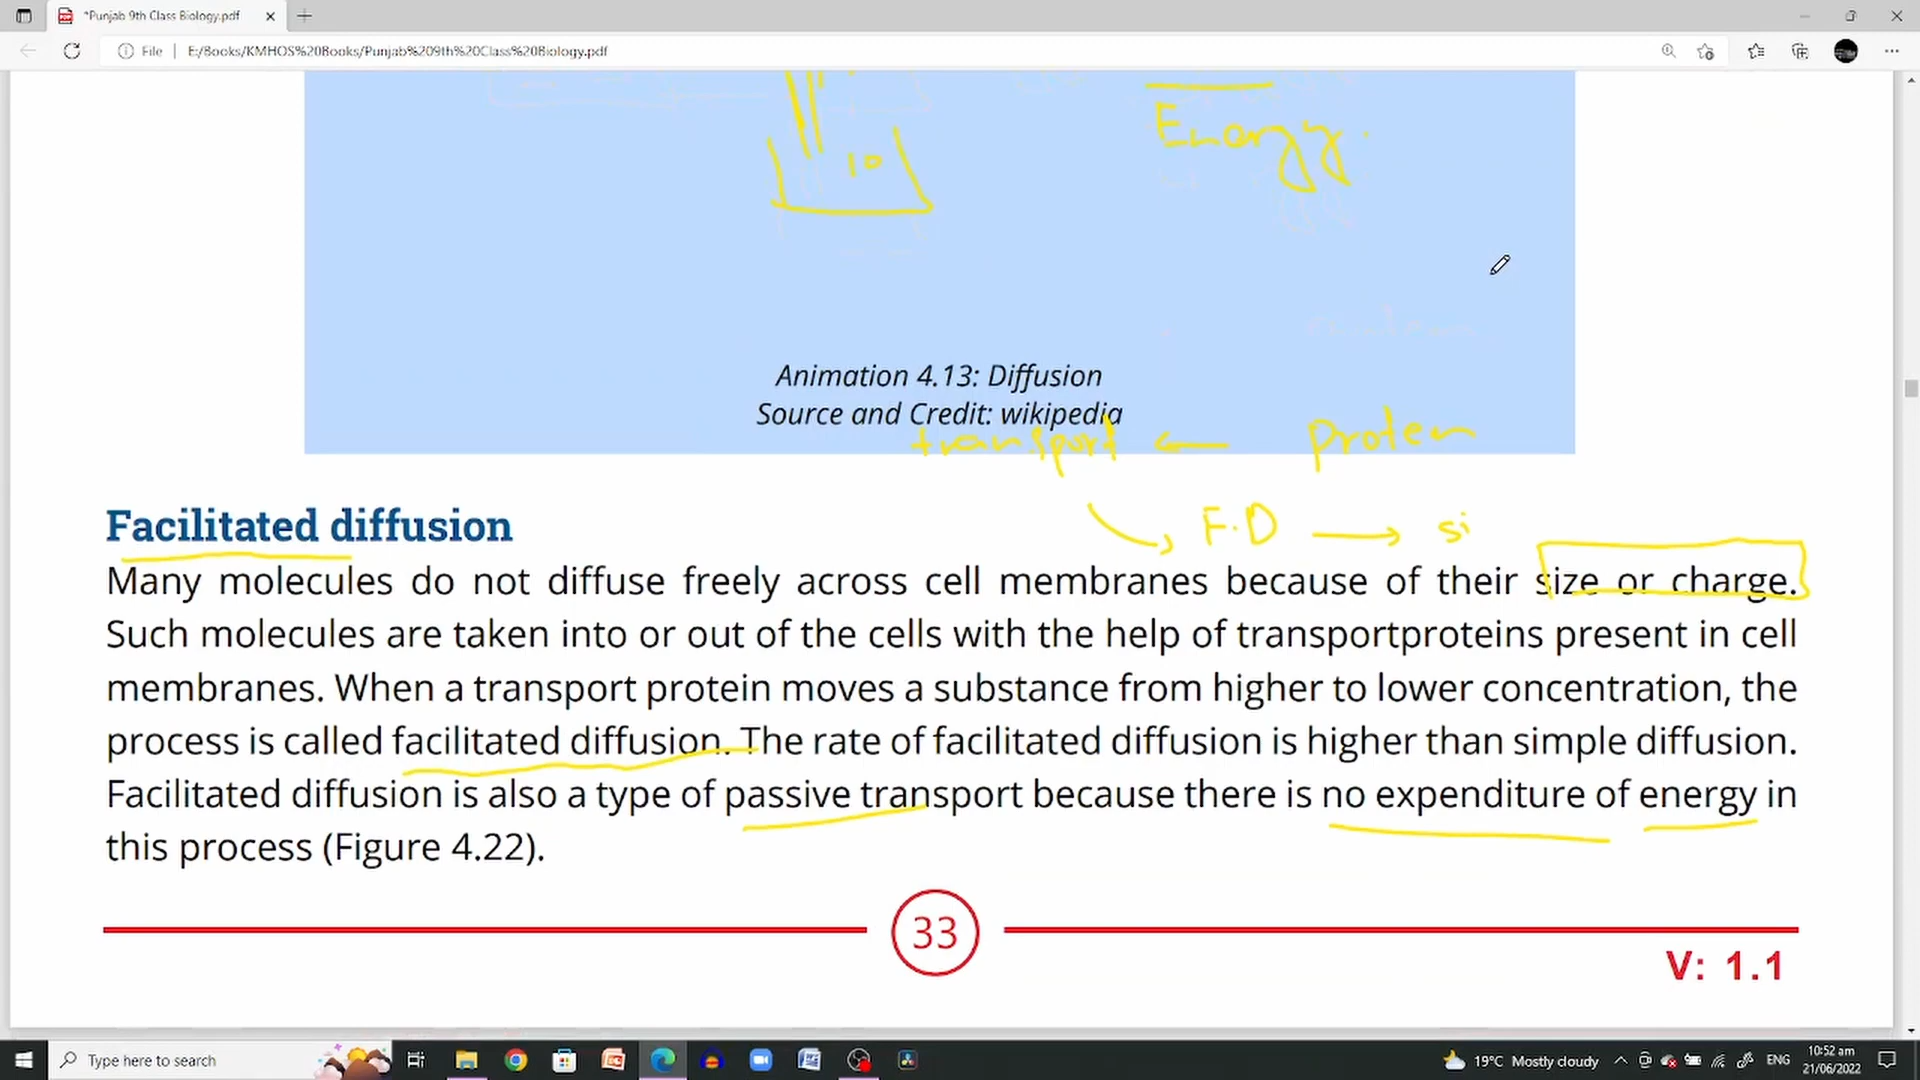 *Punjab 9th Class Biology.pdf
File | E:/Books/KMHOS%20Books/Punjab%209th%20Class%20Biology.pdf
Energy.
10
Animation 4.13: Diffusion
Source and Credit: wikipedia
transport ← Protein
F.D → si
Facilitated diffusion
Many molecules do not diffuse freely across cell membranes because of their size or charge.
Such molecules are taken into or out of the cells with the help of transportproteins present in cell
membranes. When a transport protein moves a substance from higher to lower concentration, the
process is called facilitated diffusion. The rate of facilitated diffusion is higher than simple diffusion.
Facilitated diffusion is also a type of passive transport because there is no expenditure of energy in
this process (Figure 4.22).
33
V: 1.1
Type here to search
19°C Mostly cloudy
ENG
10:52 am
21/06/2022